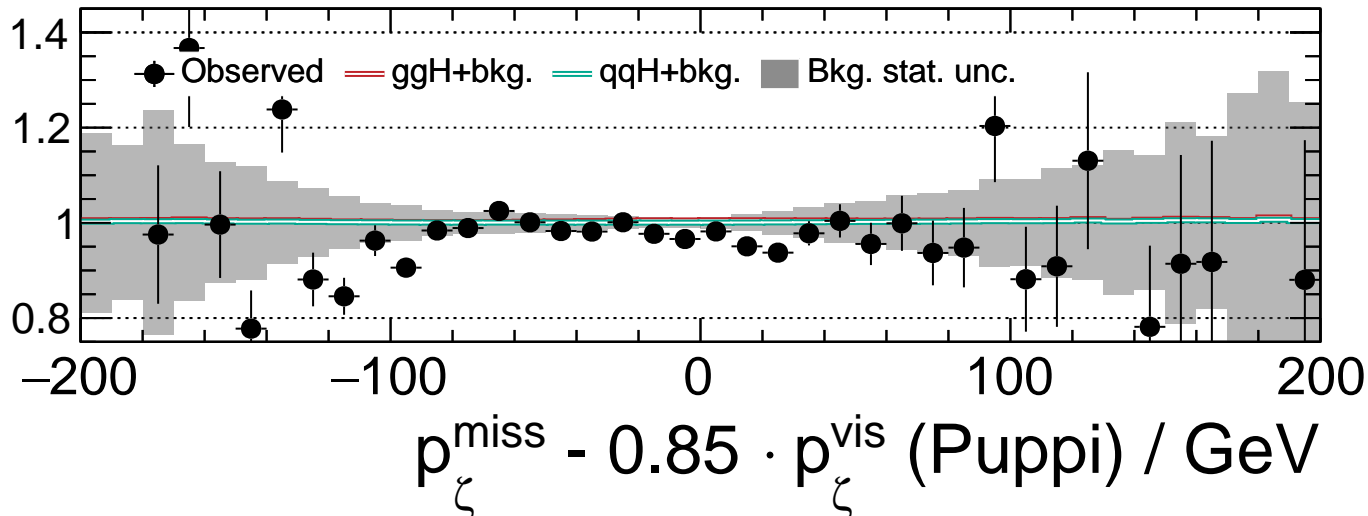 1.4
Observed ggH+bkg. qqH+bkg. Bkg. stat. unc.
1.2
1
0.8
−200 −100 0 100 200
p_ζ^miss - 0.85 · p_ζ^vis (Puppi) / GeV